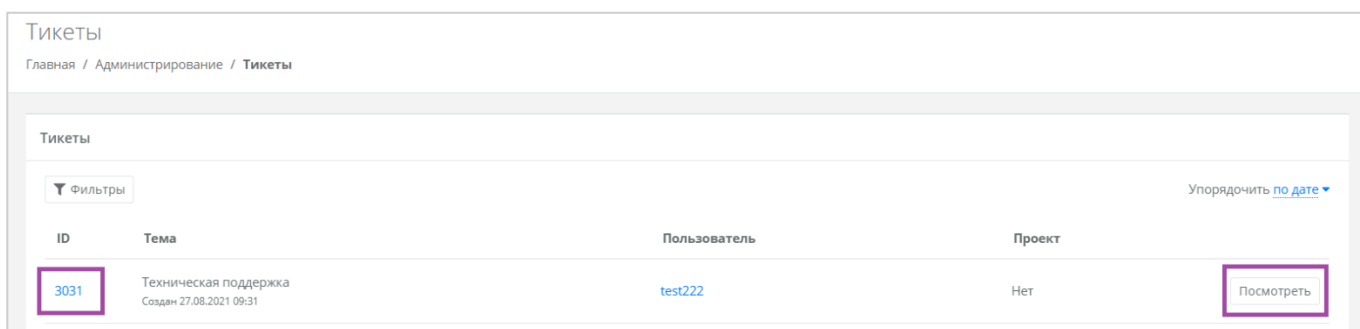 Тикеты
Главная / Администрирование / Тикеты
Тикеты
Фильтры
Упорядочить по дате
ID Тема Пользователь Проект
3031 Техническая поддержка test222 Нет Посмотреть
Создан 27.08.2021 09:31